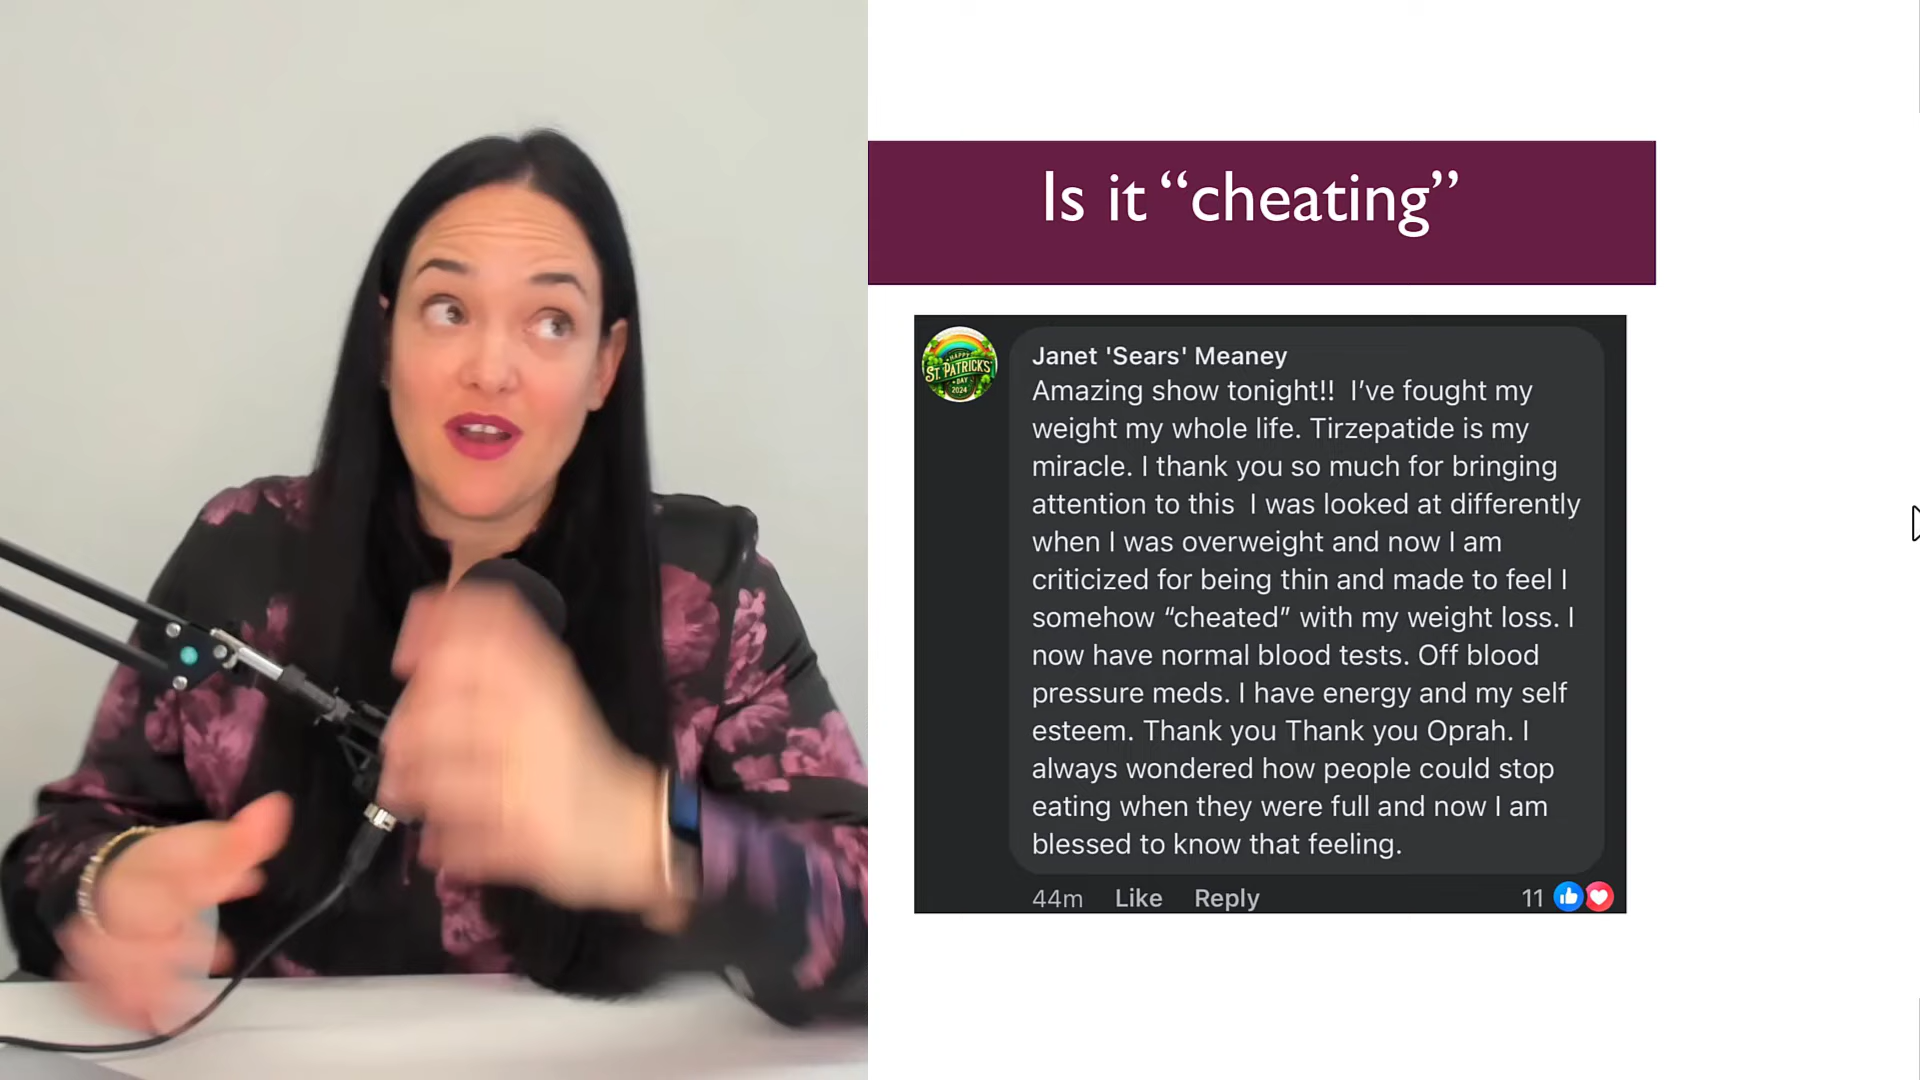 Is it “cheating”
HAPPY
ST. PATRICK'S
DAY
2024
Janet 'Sears' Meaney
Amazing show tonight!!  I’ve fought my
weight my whole life. Tirzepatide is my
miracle. I thank you so much for bringing
attention to this  I was looked at differently
when I was overweight and now I am
criticized for being thin and made to feel I
somehow “cheated” with my weight loss. I
now have normal blood tests. Off blood
pressure meds. I have energy and my self
esteem. Thank you Thank you Oprah. I
always wondered how people could stop
eating when they were full and now I am
blessed to know that feeling.
44m Like Reply 11